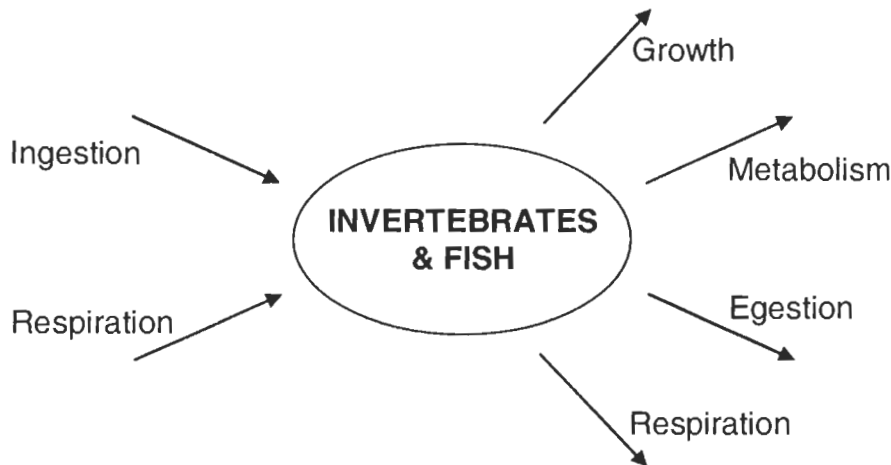 Growth
Ingestion
Metabolism
INVERTEBRATES
& FISH
Respiration
Egestion
Respiration